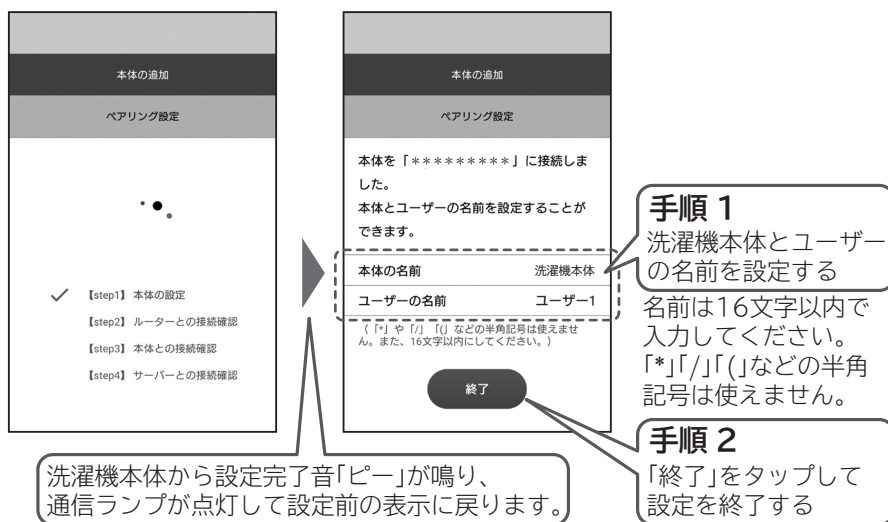 本体の追加
ペアリング設定
【step1】 本体の設定
【step2】 ルーターとの接続確認
【step3】 本体との接続確認
【step4】 サーバーとの接続確認
本体の追加
ペアリング設定
本体を「*********」に接続しま
した。
本体とユーザーの名前を設定することが
できます。
本体の名前 洗濯機本体
ユーザーの名前 ユーザー1
(「*」や「/」「(」などの半角記号は使えませ
ん。また、16文字以内にしてください。)
終了
手順 1
洗濯機本体とユーザー
の名前を設定する
名前は16文字以内で
入力してください。
「*」「/」「(」などの半角
記号は使えません。
手順 2
「終了」をタップして
設定を終了する
洗濯機本体から設定完了音「ピー」が鳴り、
通信ランプが点灯して設定前の表示に戻ります。